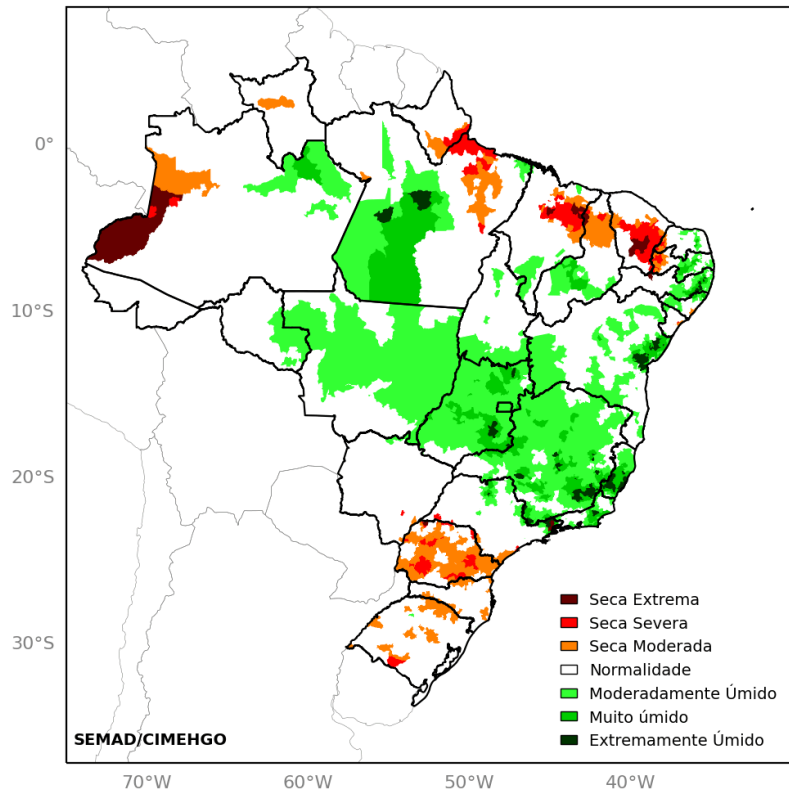 0°
10°S
20°S
30°S
Seca Extrema
Seca Severa
Seca Moderada
Normalidade
Moderadamente Úmido
Muito úmido
Extremamente Úmido
SEMAD/CIMEHGO
70°W
60°W
50°W
40°W